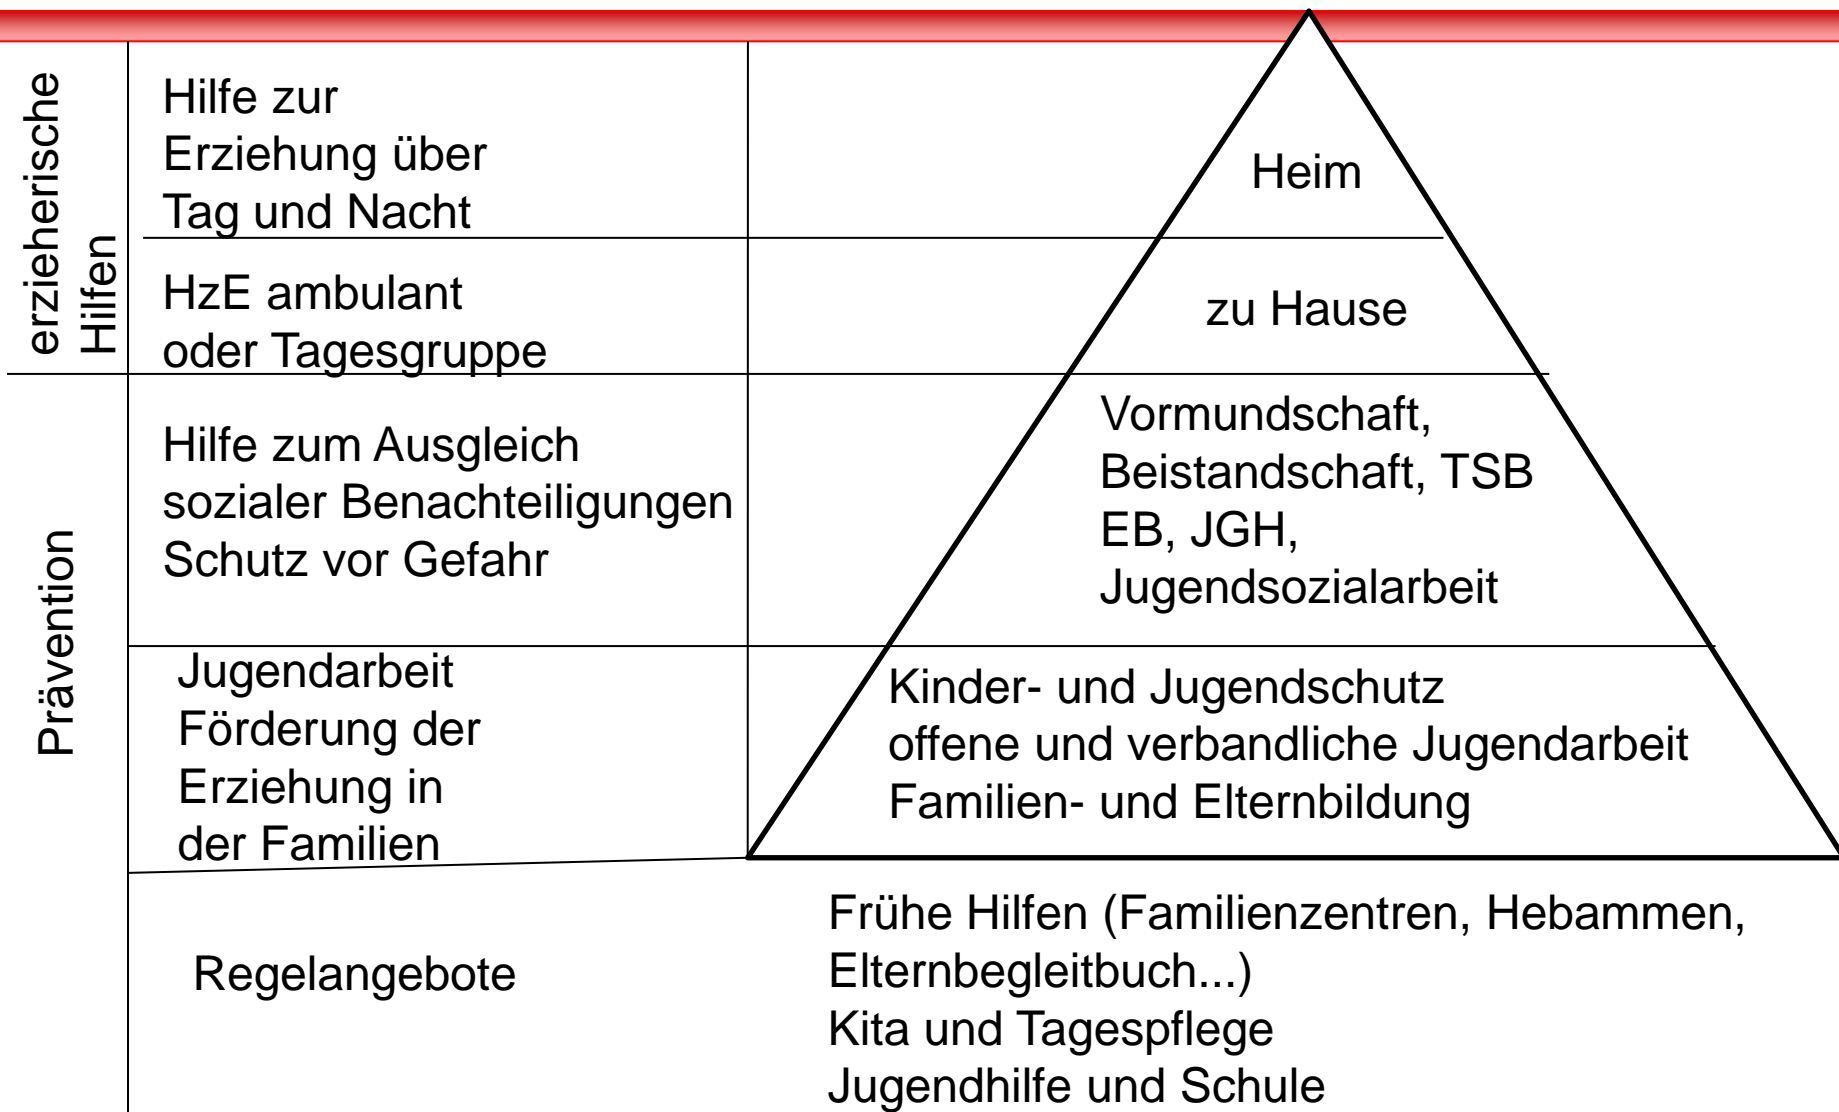 erzieherische
Hilfen
Hilfe zur
Erziehung über
Tag und Nacht
Heim
HzE ambulant
oder Tagesgruppe
zu Hause
Prävention
Hilfe zum Ausgleich
sozialer Benachteiligungen
Schutz vor Gefahr
Vormundschaft,
Beistandschaft, TSB
EB, JGH,
Jugendsozialarbeit
Jugendarbeit
Förderung der
Erziehung in
der Familien
Kinder- und Jugendschutz
offene und verbandliche Jugendarbeit
Familien- und Elternbildung
Regelangebote
Frühe Hilfen (Familienzentren, Hebammen,
Elternbegleitbuch...)
Kita und Tagespflege
Jugendhilfe und Schule